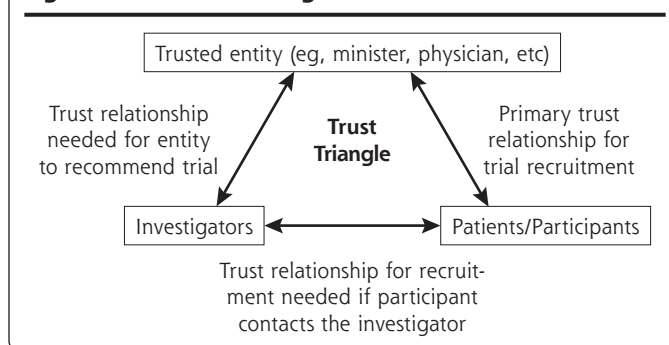 Trusted entity (eg, minister, physician, etc)
Trust relationship
needed for entity
to recommend trial
Trust
Triangle
Primary trust
relationship for
trial recruitment
Investigators
Patients/Participants
Trust relationship for recruit-
ment needed if participant
contacts the investigator